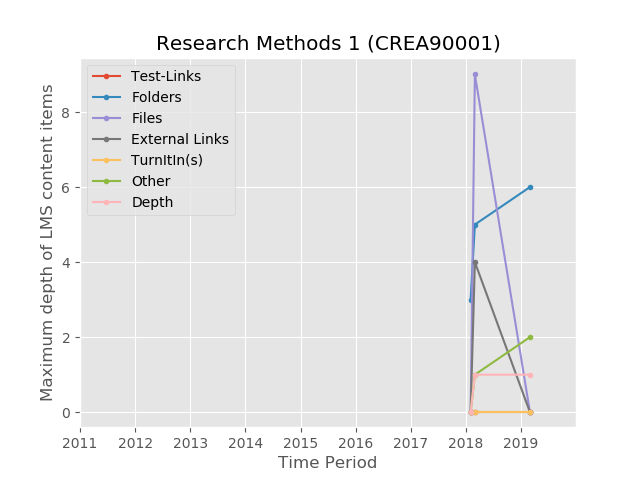 Research Methods 1 (CREA90001)
Test-Links
Folders
Files
External Links
TurnItIn(s)
Other
Depth
Maximum depth of LMS content items
8
6
4
2
0
2011 2012 2013 2014 2015 2016 2017 2018 2019
Time Period